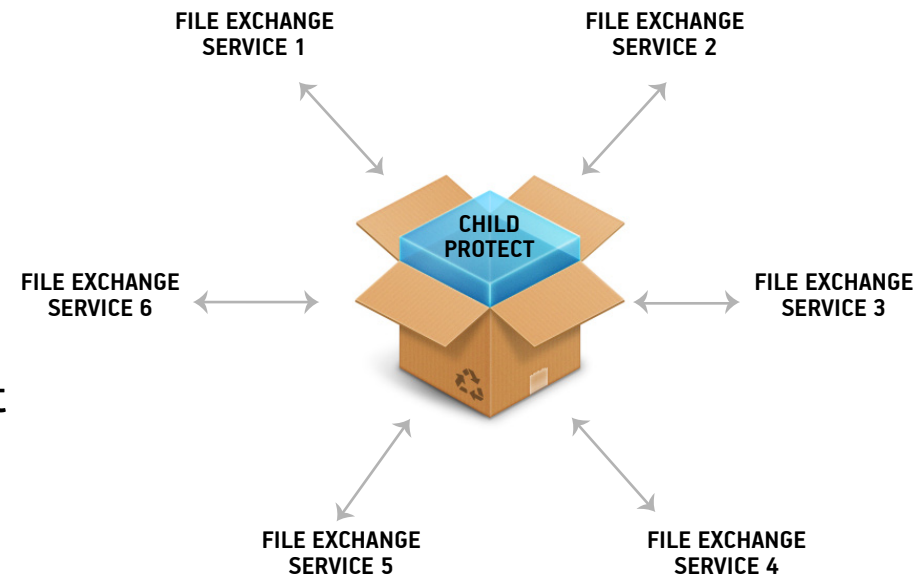 FILE EXCHANGE
SERVICE 1
FILE EXCHANGE
SERVICE 2
CHILD
PROTECT
FILE EXCHANGE
SERVICE 6
FILE EXCHANGE
SERVICE 3
t
FILE EXCHANGE
SERVICE 5
FILE EXCHANGE
SERVICE 4